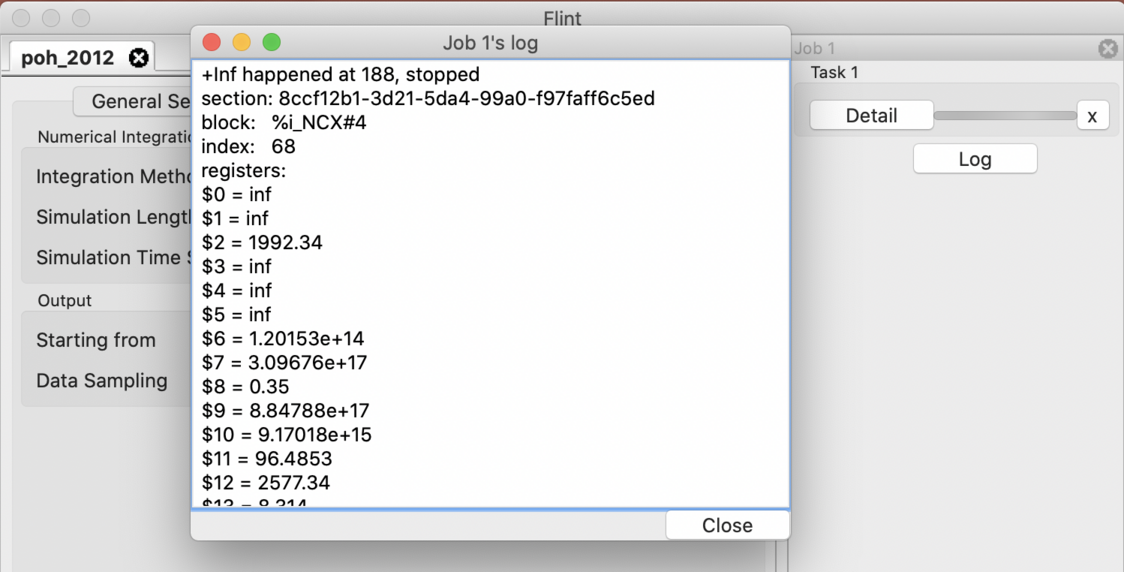 Flint
poh_2012
General Se
Numerical Integratio
Integration Metho
Simulation Lengt
Simulation Time S
Output
Starting from
Data Sampling
Job 1's log
+Inf happened at 188, stopped
section: 8ccf12b1-3d21-5da4-99a0-f97faff6c5ed
block:   %i_NCX#4
index:   68
registers:
$0 = inf
$1 = inf
$2 = 1992.34
$3 = inf
$4 = inf
$5 = inf
$6 = 1.20153e+14
$7 = 3.09676e+17
$8 = 0.35
$9 = 8.84788e+17
$10 = 9.17018e+15
$11 = 96.4853
$12 = 2577.34
$13 = 8.314
Close
Job 1
Task 1
Detail
x
Log